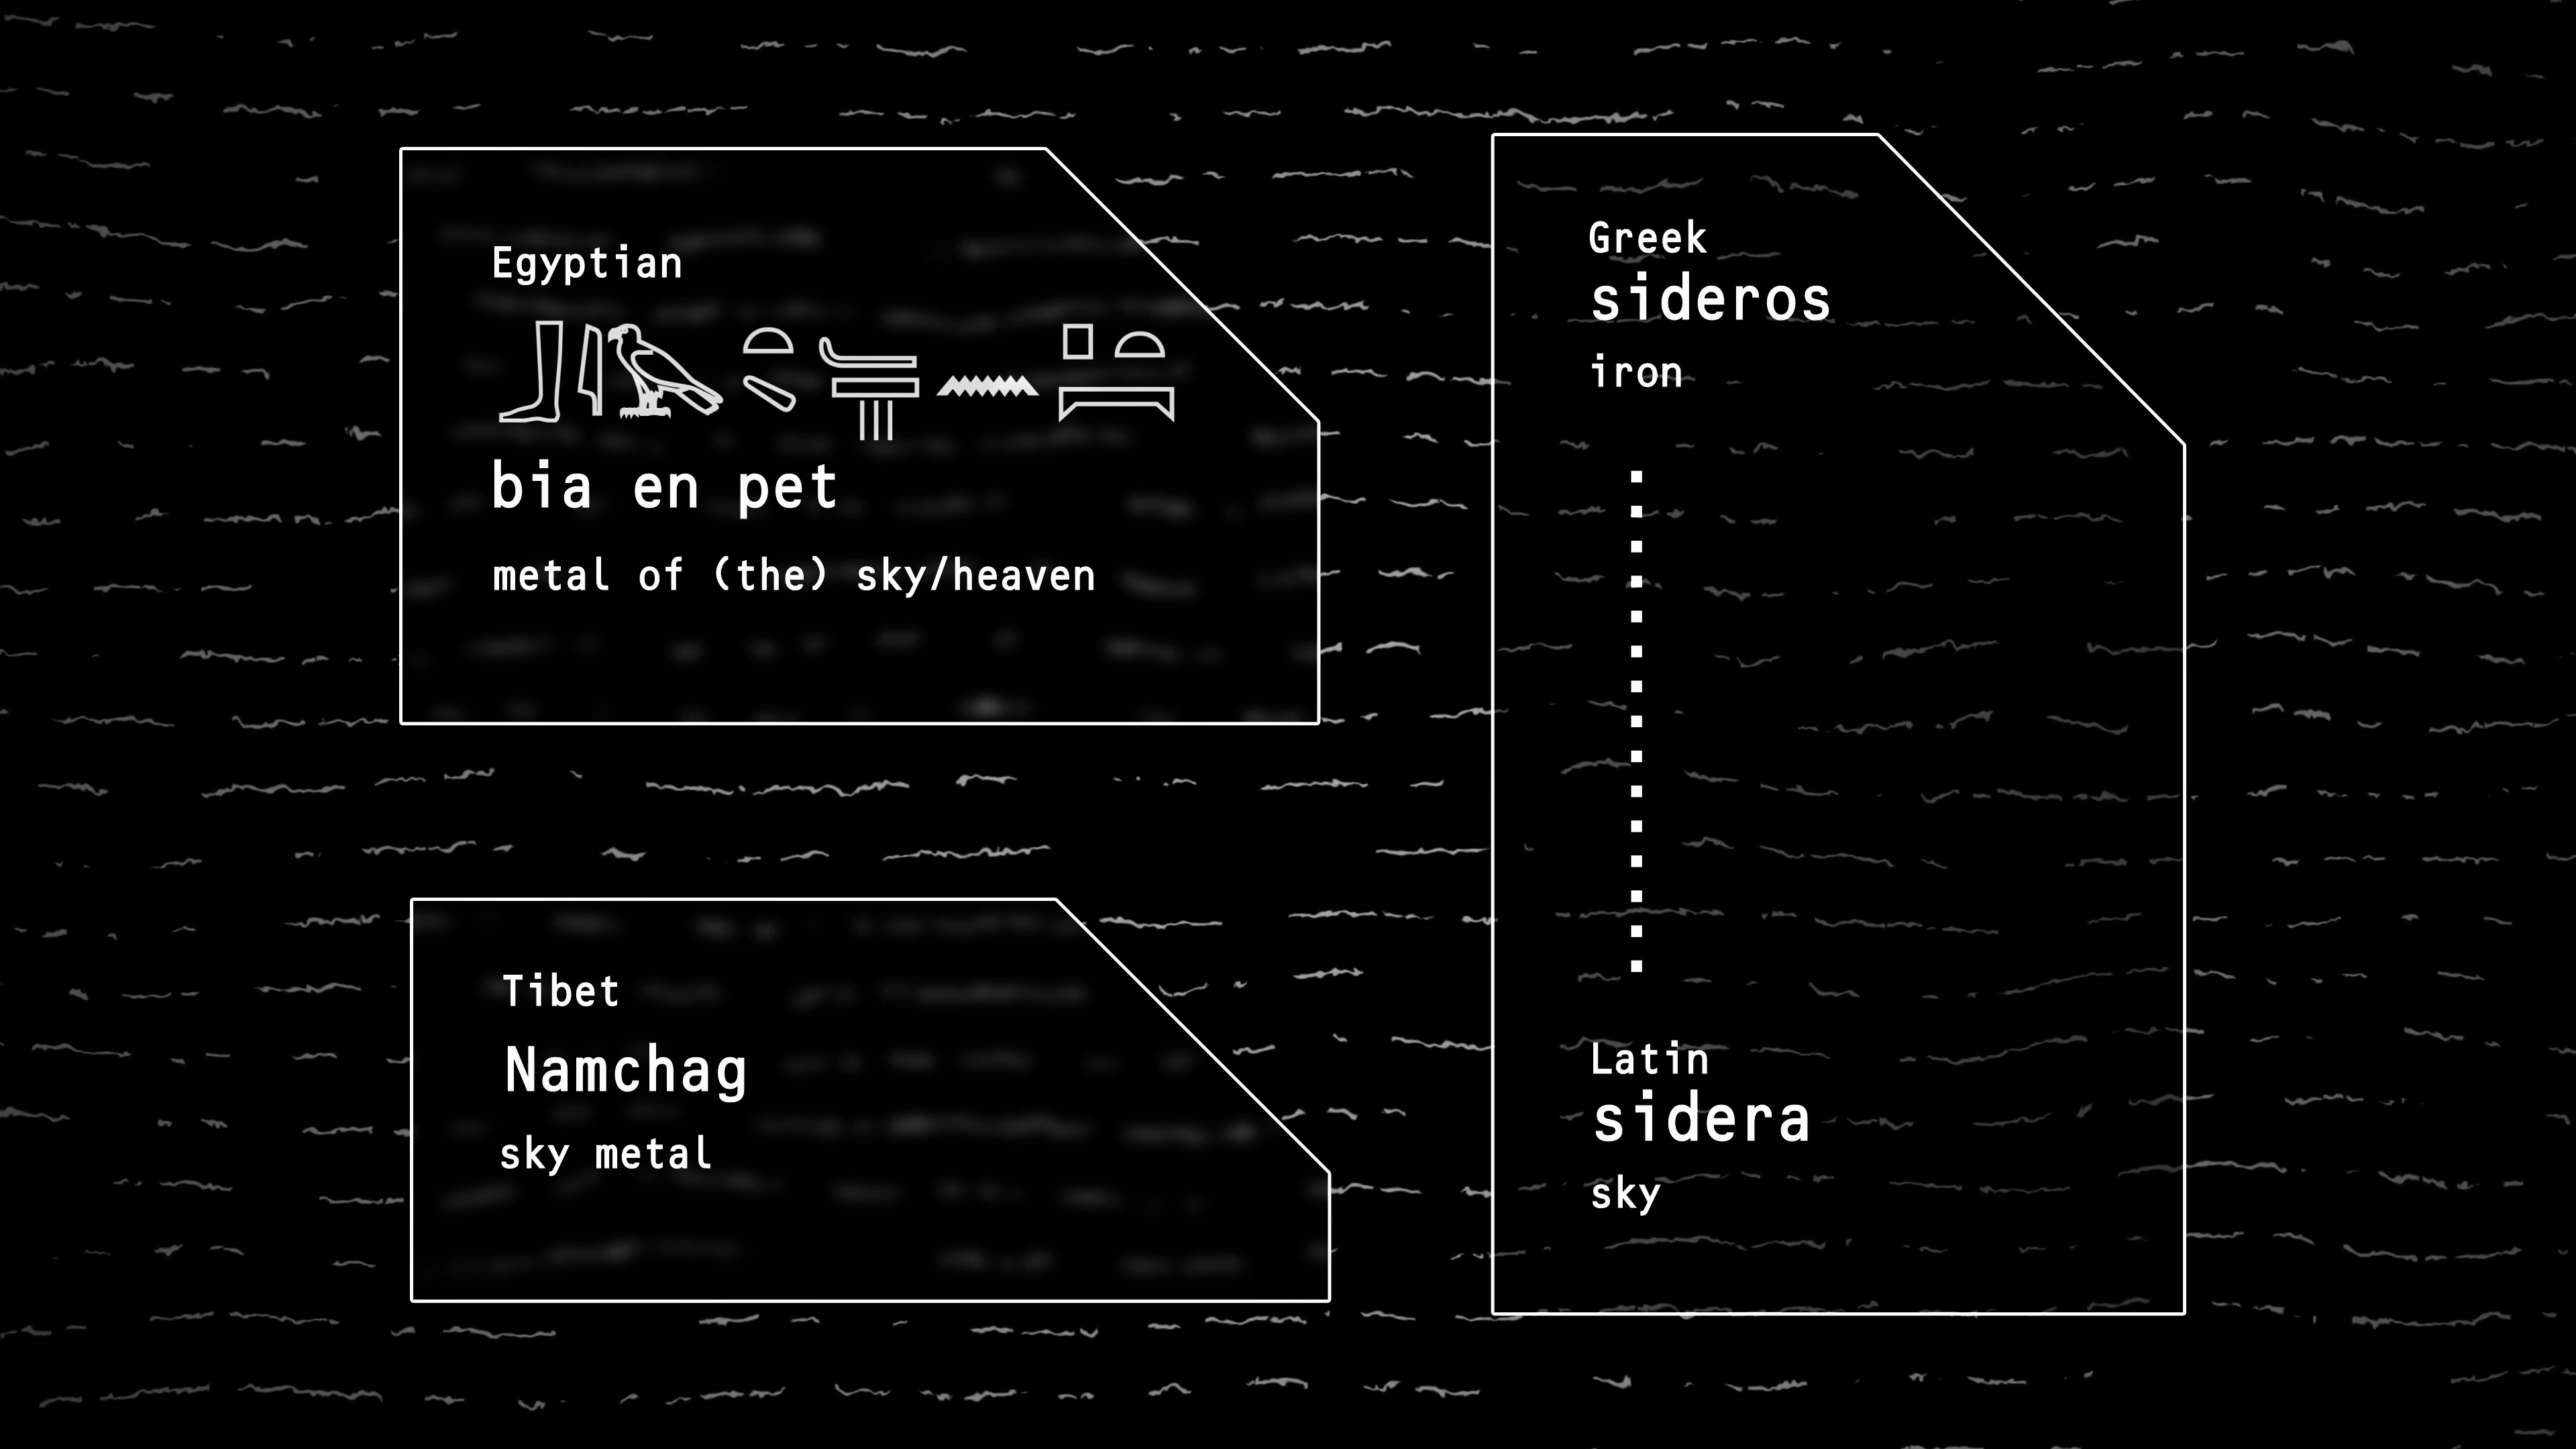 Egyptian
bia en pet
metal of (the) sky/heaven
Tibet
Namchag
sky metal
Greek
sideros
iron
Latin
sidera
sky